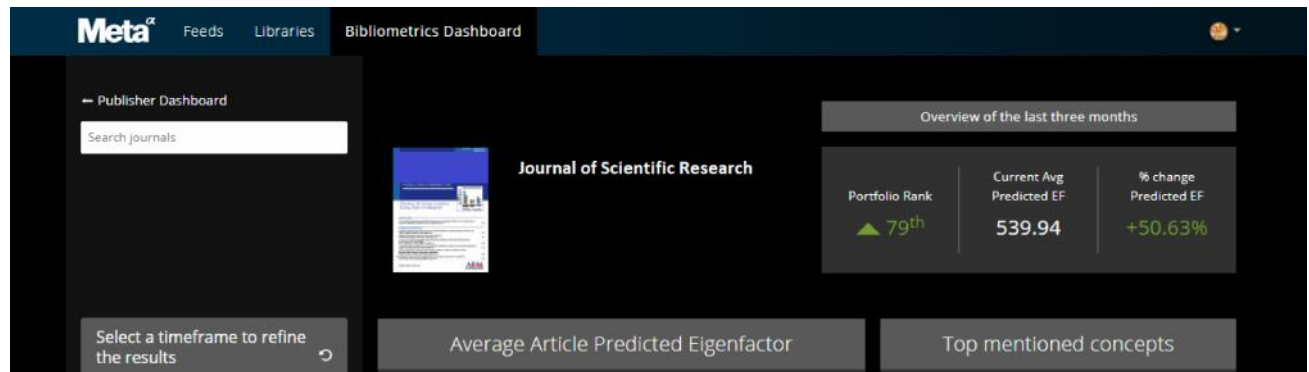 Metaα Feeds Libraries Bibliometrics Dashboard
← Publisher Dashboard
Search journals
Journal of Scientific Research
Overview of the last three months
Portfolio Rank
79th
Current Avg
Predicted EF
539.94
% change
Predicted EF
+50.63%
Select a timeframe to refine
the results
Average Article Predicted Eigenfactor
Top mentioned concepts